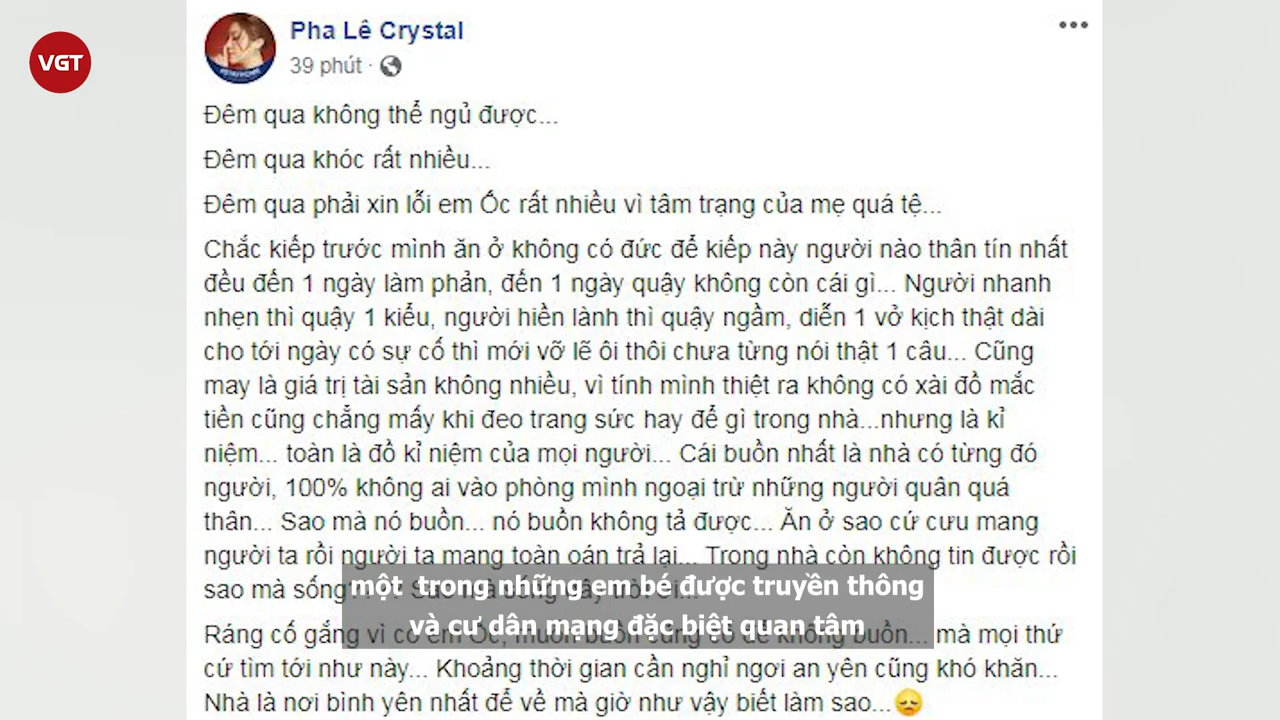 VGT
Pha Lê Crystal
39 phút
Đêm qua không thể ngủ được...
Đêm qua khóc rất nhiều...
Đêm qua phải xin lỗi em Ốc rất nhiều vì tâm trạng của mẹ quá tệ...
Chắc kiếp trước mình ăn ở không có đức để kiếp này người nào thân tín nhất
đều đến 1 ngày làm phản, đến 1 ngày quậy không còn cái gì... Người nhanh
nhẹn thì quậy 1 kiểu, người hiền lành thì quậy ngầm, diễn 1 vở kịch thật dài
cho tới ngày có sự cố thì mới vỡ lẽ ôi thôi chưa từng nói thật 1 câu... Cũng
may là giá trị tài sản không nhiều, vì tính mình thiệt ra không có xài đồ mắc
tiền cũng chẳng mấy khi đeo trang sức hay để gì trong nhà...nhưng là kỉ
niệm... toàn là đồ kỉ niệm của mọi người... Cái buồn nhất là nhà có từng đó
người, 100% không ai vào phòng mình ngoại trừ những người quân quá
thân... Sao mà nó buồn... nó buồn không tả được... Ăn ở sao cứ cưu mang
người ta rồi người ta mang toàn oán trả lại... Trong nhà còn không tin được rồi
sao mà sống
một trong những em bé được truyền thông
và cư dân mạng đặc biệt quan tâm
Ráng cố gắng vì có em Ốc, muốn buồn cũng cố để không buồn... mà mọi thứ
cứ tìm tới như này... Khoảng thời gian cần nghỉ ngơi an yên cũng khó khăn...
Nhà là nơi bình yên nhất để về mà giờ như vậy biết làm sao...